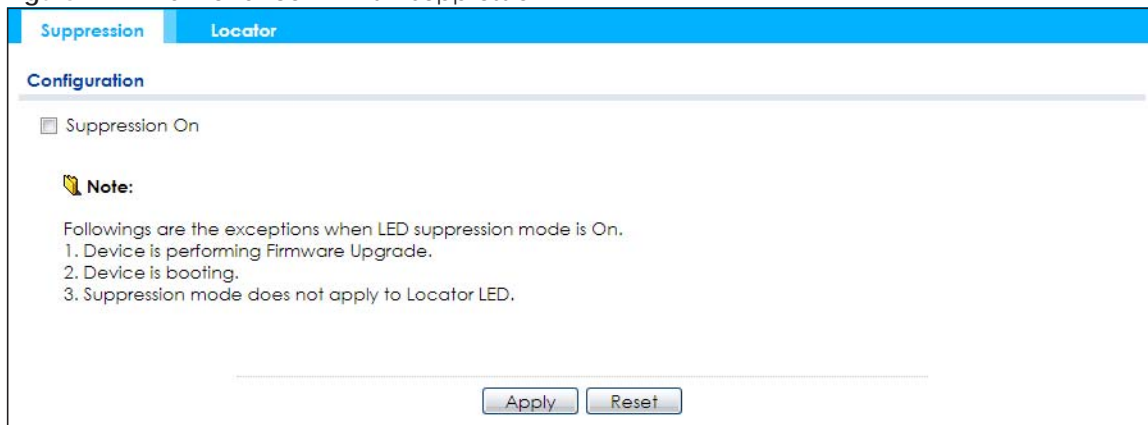 Suppression Locator
Configuration
Suppression On
Note:
Followings are the exceptions when LED suppression mode is On.
1. Device is performing Firmware Upgrade.
2. Device is booting.
3. Suppression mode does not apply to Locator LED.
Apply Reset